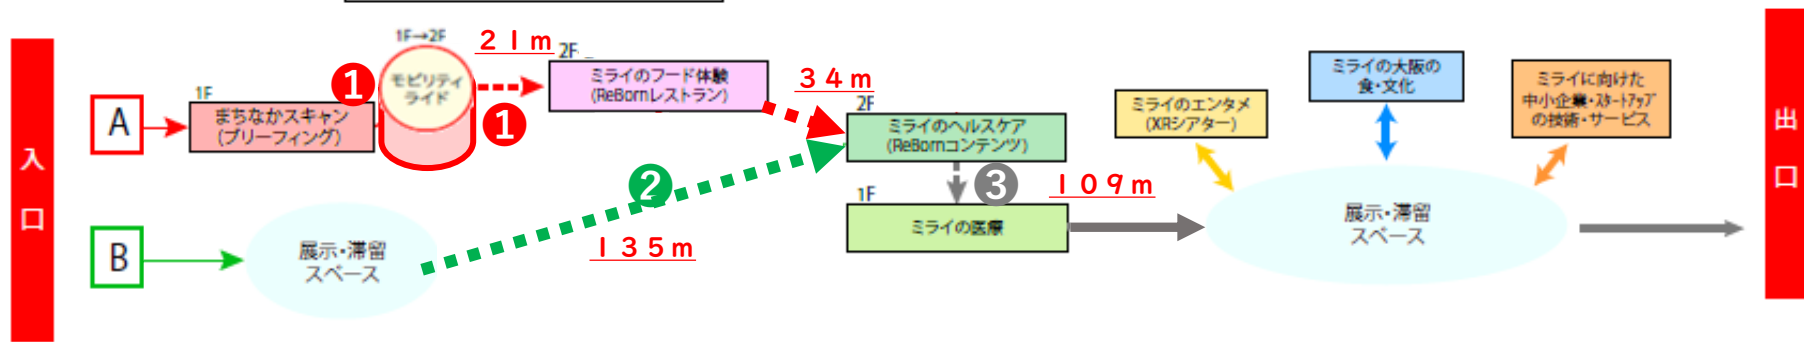 入
口
A
1F
まちなかスキャン
(ブリーフィング)
❶
1F→2F
モビリティ
ライド
❶
21m
2F
ミライのフード体験
(ReBornレストラン)
34m
2F
ミライのヘルスケア
(ReBornコンテンツ)
❸
1F
ミライの医療
109m
B
展示・滞留
スペース
❷
135m
ミライのエンタメ
(XRシアター)
ミライの大阪の
食・文化
ミライに向けた
中小企業・スタートアップ
の技術・サービス
展示・滞留
スペース
出
口